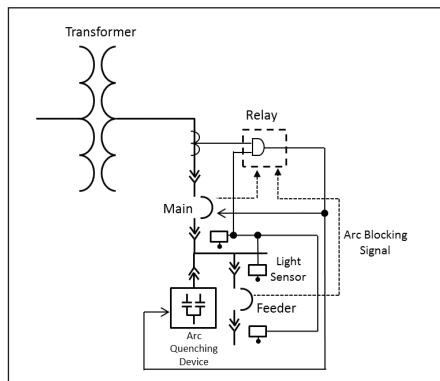 Transformer
Relay
Main
Arc Blocking
Signal
Light
Sensor
Feeder
Arc
Quenching
Device